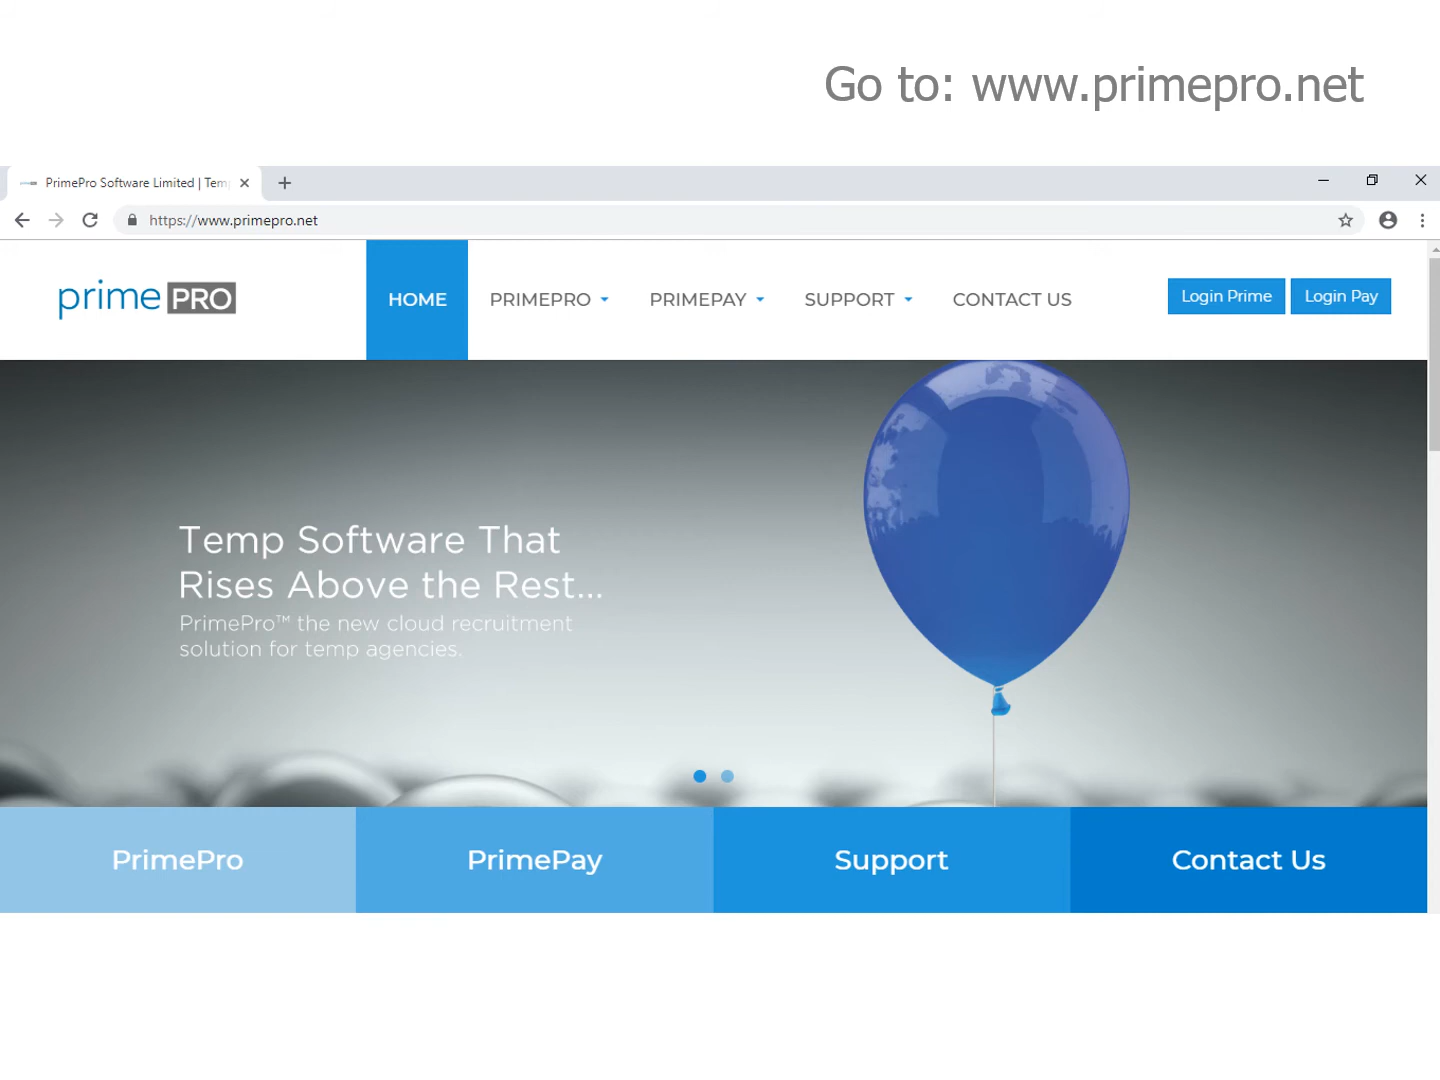 Go to: www.primepro.net
PrimePro Software Limited | Tem
https://www.primepro.net
prime PRO
HOME PRIMEPRO PRIMEPAY SUPPORT CONTACT US
Login Prime Login Pay
Temp Software That
Rises Above the Rest...
PrimePro™ the new cloud recruitment
solution for temp agencies.
PrimePro PrimePay Support Contact Us